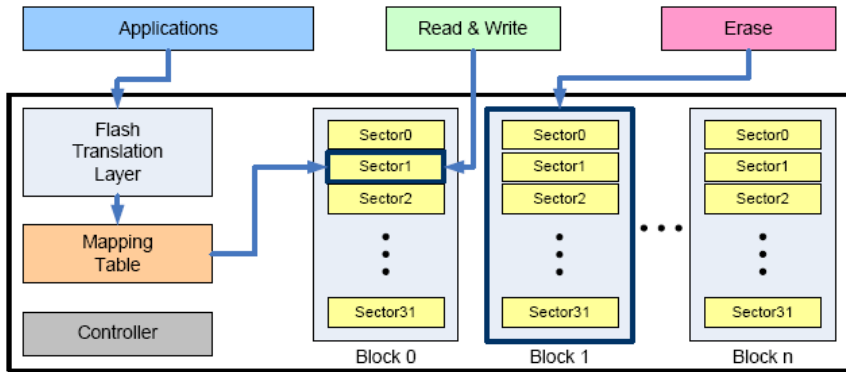 Applications
Read & Write
Erase
Flash
Translation
Layer
Mapping
Table
Controller
Sector0
Sector1
Sector2
Sector31
Block 0
Sector0
Sector1
Sector2
Sector31
Block 1
Sector0
Sector1
Sector2
Sector31
Block n